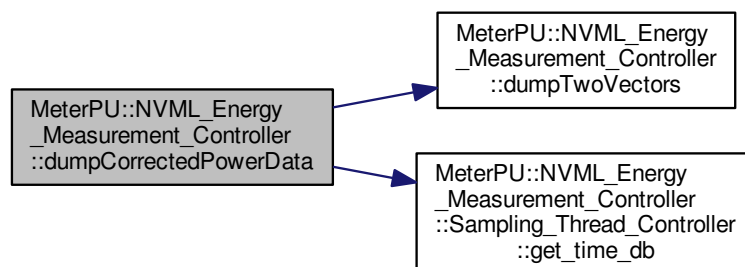 MeterPU::NVML_Energy
_Measurement_Controller
::dumpCorrectedPowerData
MeterPU::NVML_Energy
_Measurement_Controller
::dumpTwoVectors
MeterPU::NVML_Energy
_Measurement_Controller
::Sampling_Thread_Controller
::get_time_db